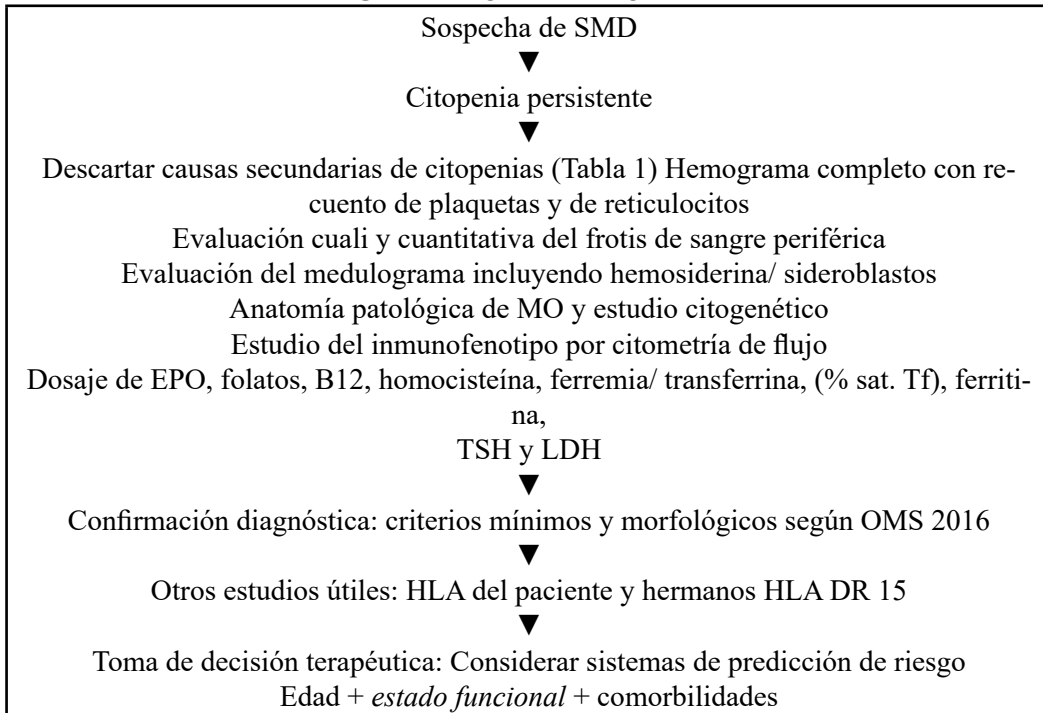 Sospecha de SMD
▼
Citopenia persistente
▼
Descartar causas secundarias de citopenias (Tabla 1) Hemograma completo con re-
cuento de plaquetas y de reticulocitos
Evaluación cuali y cuantitativa del frotis de sangre periférica
Evaluación del medulograma incluyendo hemosiderina/ sideroblastos
Anatomía patológica de MO y estudio citogenético
Estudio del inmunofenotipo por citometría de flujo
Dosaje de EPO, folatos, B12, homocisteína, ferremia/ transferrina, (% sat. Tf), ferriti-
na,
TSH y LDH
▼
Confirmación diagnóstica: criterios mínimos y morfológicos según OMS 2016
▼
Otros estudios útiles: HLA del paciente y hermanos HLA DR 15
▼
Toma de decisión terapéutica: Considerar sistemas de predicción de riesgo
Edad + estado funcional + comorbilidades